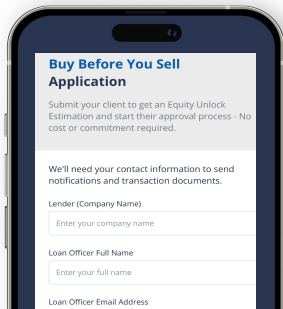 Buy Before You Sell
Application
Submit your client to get an Equity Unlock
Estimation and start their approval process - No
cost or commitment required.
We'll need your contact information to send
notifications and transaction documents.
Lender (Company Name)
Enter your company name
Loan Officer Full Name
Enter your full name
Loan Officer Email Address